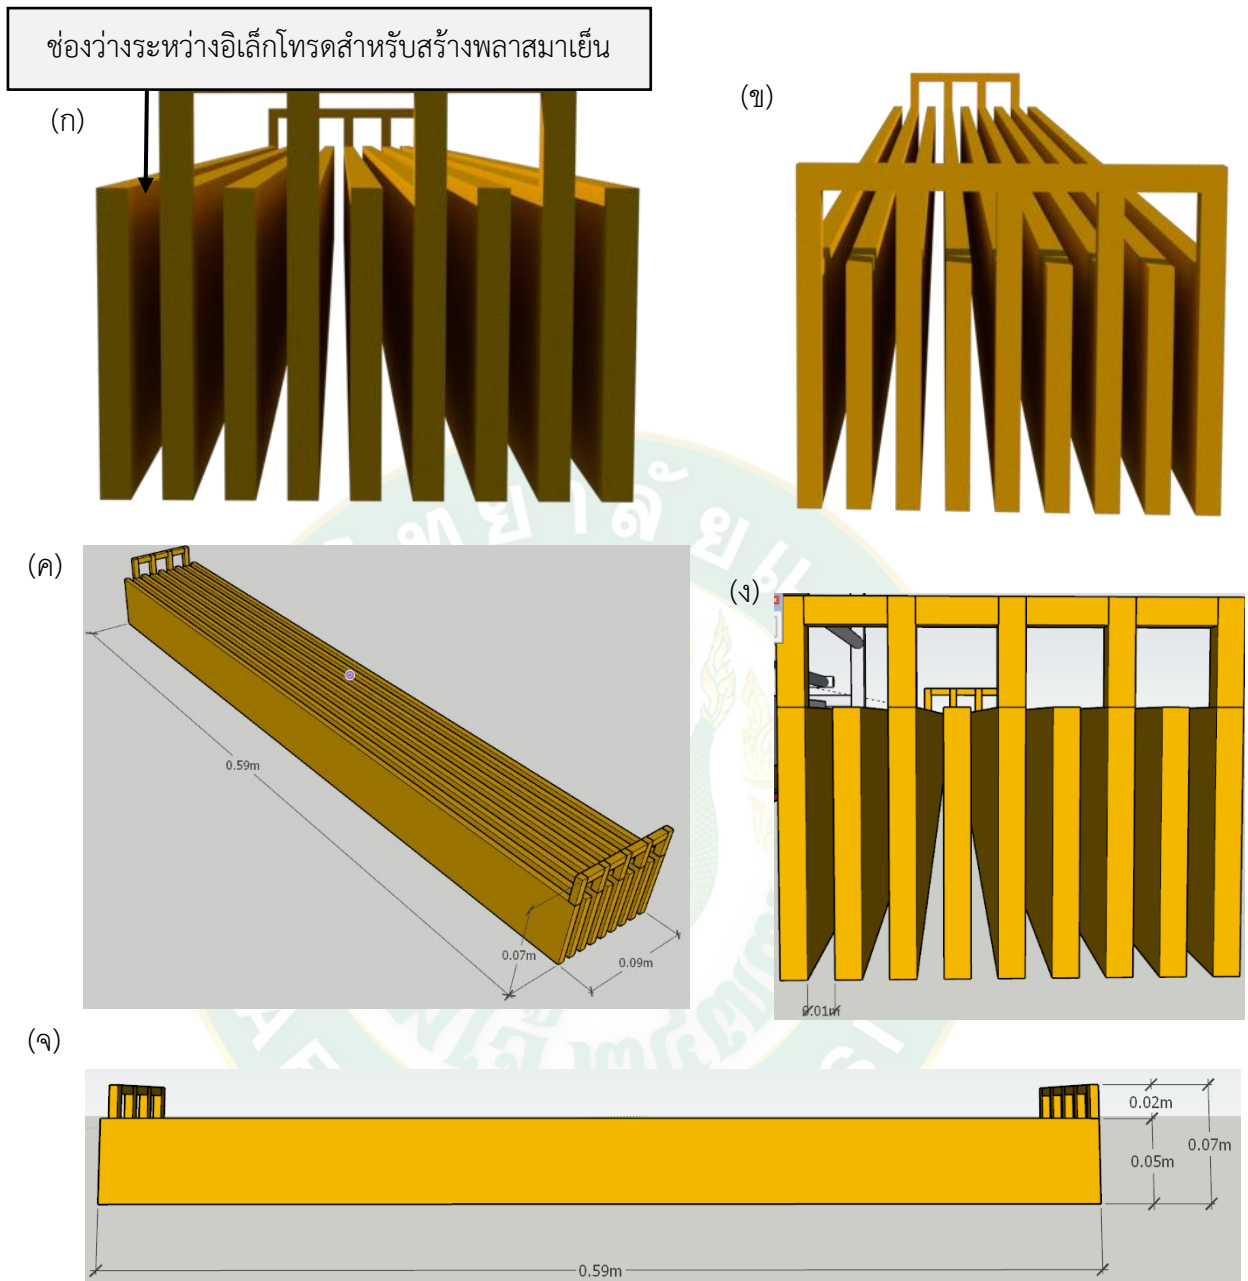 ช่องว่างระหว่างอิเล็กโทรดสำหรับสร้างพลาสมาเย็น
(ก)
(ข)
(ค)
(ง)
0.59m
0.07m
0.09m
0.01m
(จ)
0.02m
0.07m
0.05m
0.59m